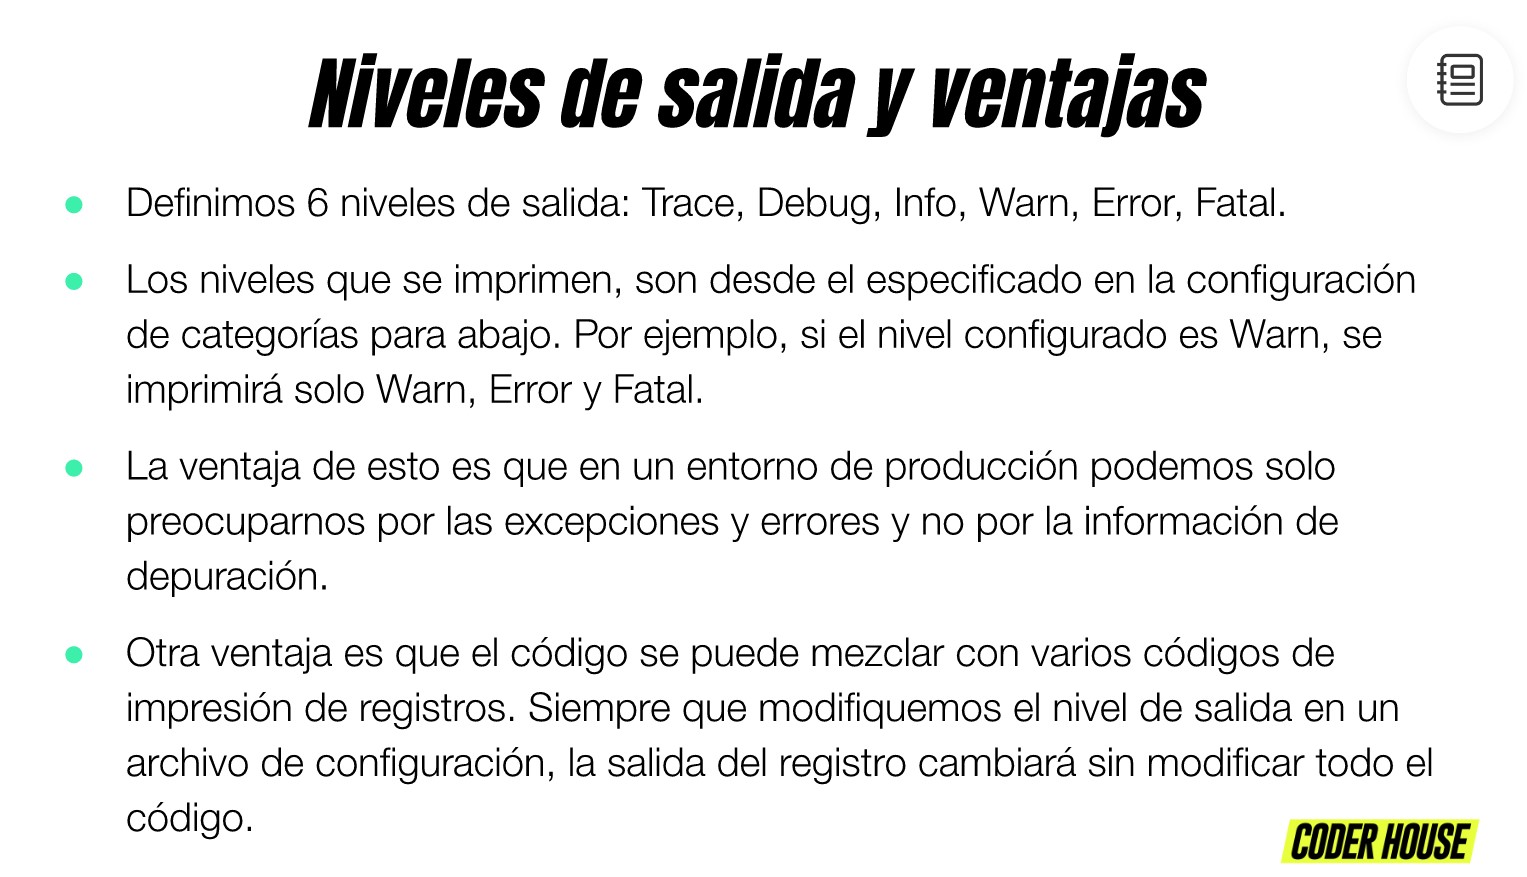 Niveles de salida y ventajas
Definimos 6 niveles de salida: Trace, Debug, Info, Warn, Error, Fatal.
Los niveles que se imprimen, son desde el especificado en la configuración
de categorías para abajo. Por ejemplo, si el nivel configurado es Warn, se
imprimirá solo Warn, Error y Fatal.
La ventaja de esto es que en un entorno de producción podemos solo
preocuparnos por las excepciones y errores y no por la información de
depuración.
Otra ventaja es que el código se puede mezclar con varios códigos de
impresión de registros. Siempre que modifiquemos el nivel de salida en un
archivo de configuración, la salida del registro cambiará sin modificar todo el
código.
CODER HOUSE